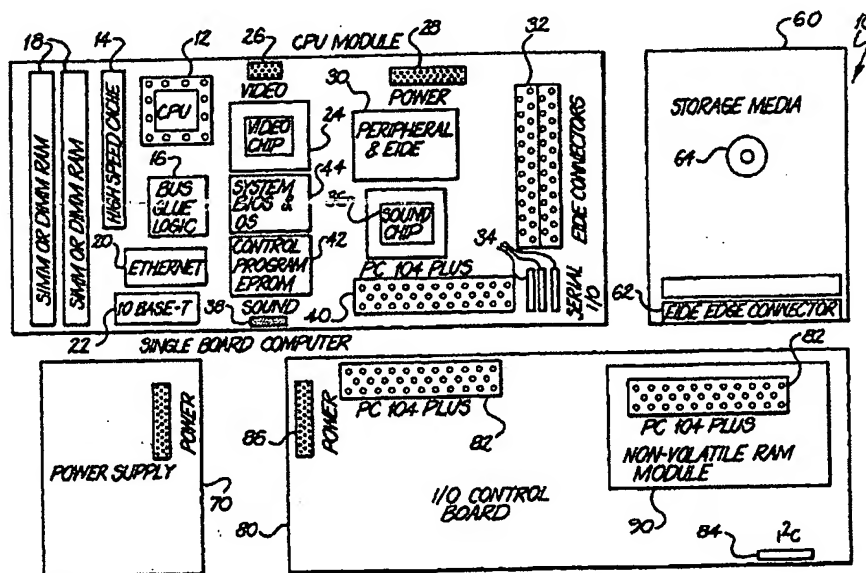 18
14
12
26
CPU MODULE
28
32
60
10
SIMM OR DIMM RAM
SIMM OR DIMM RAM
HIGH SPEED CACHE
CPU
VIDEO
VIDEO
CHIP
24
30
POWER
PERIPHERAL
& EIDE
EIDE CONNECTORS
STORAGE MEDIA
64
16
BUS
GLUE
LOGIC
SYSTEM
BIOS &
OS
44
SOUND
CHIP
20
ETHERNET
CONTROL
PROGRAM
EPROM
42
34
PC 104 PLUS
SERIAL
I/O
22
10 BASE-T
38
SOUND
40
62
EIDE EDGE CONNECTOR
SINGLE BOARD COMPUTER
82
POWER
POWER SUPPLY
70
86
POWER
PC 104 PLUS
82
PC 104 PLUS
NON-VOLATILE RAM
MODULE
I/O CONTROL
BOARD
80
90
84
I²C